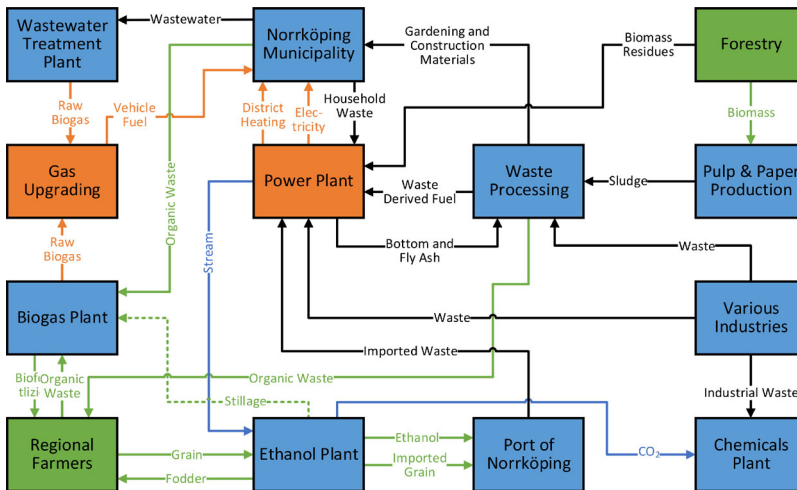 Wastewater
Treatment
Plant
Wastewater
Norrköping
Municipality
Gardening and
Construction
Materials
Biomass
Residues
Forestry
Raw
Biogas
Vehicle
Fuel
District
Heating
Elec-
tricity
Household
Waste
Biomass
Gas
Upgrading
Organic Waste
Power Plant
Waste
Derived Fuel
Waste
Processing
Sludge
Pulp & Paper
Production
Raw
Biogas
Stream
Bottom and
Fly Ash
Waste
Biogas Plant
Waste
Various
Industries
Imported Waste
Organic
Waste
Organic Waste
Industrial Waste
Stillage
Regional
Farmers
Grain
Fodder
Ethanol Plant
Ethanol
Imported
Grain
Port of
Norrköping
CO₂
Chemicals
Plant